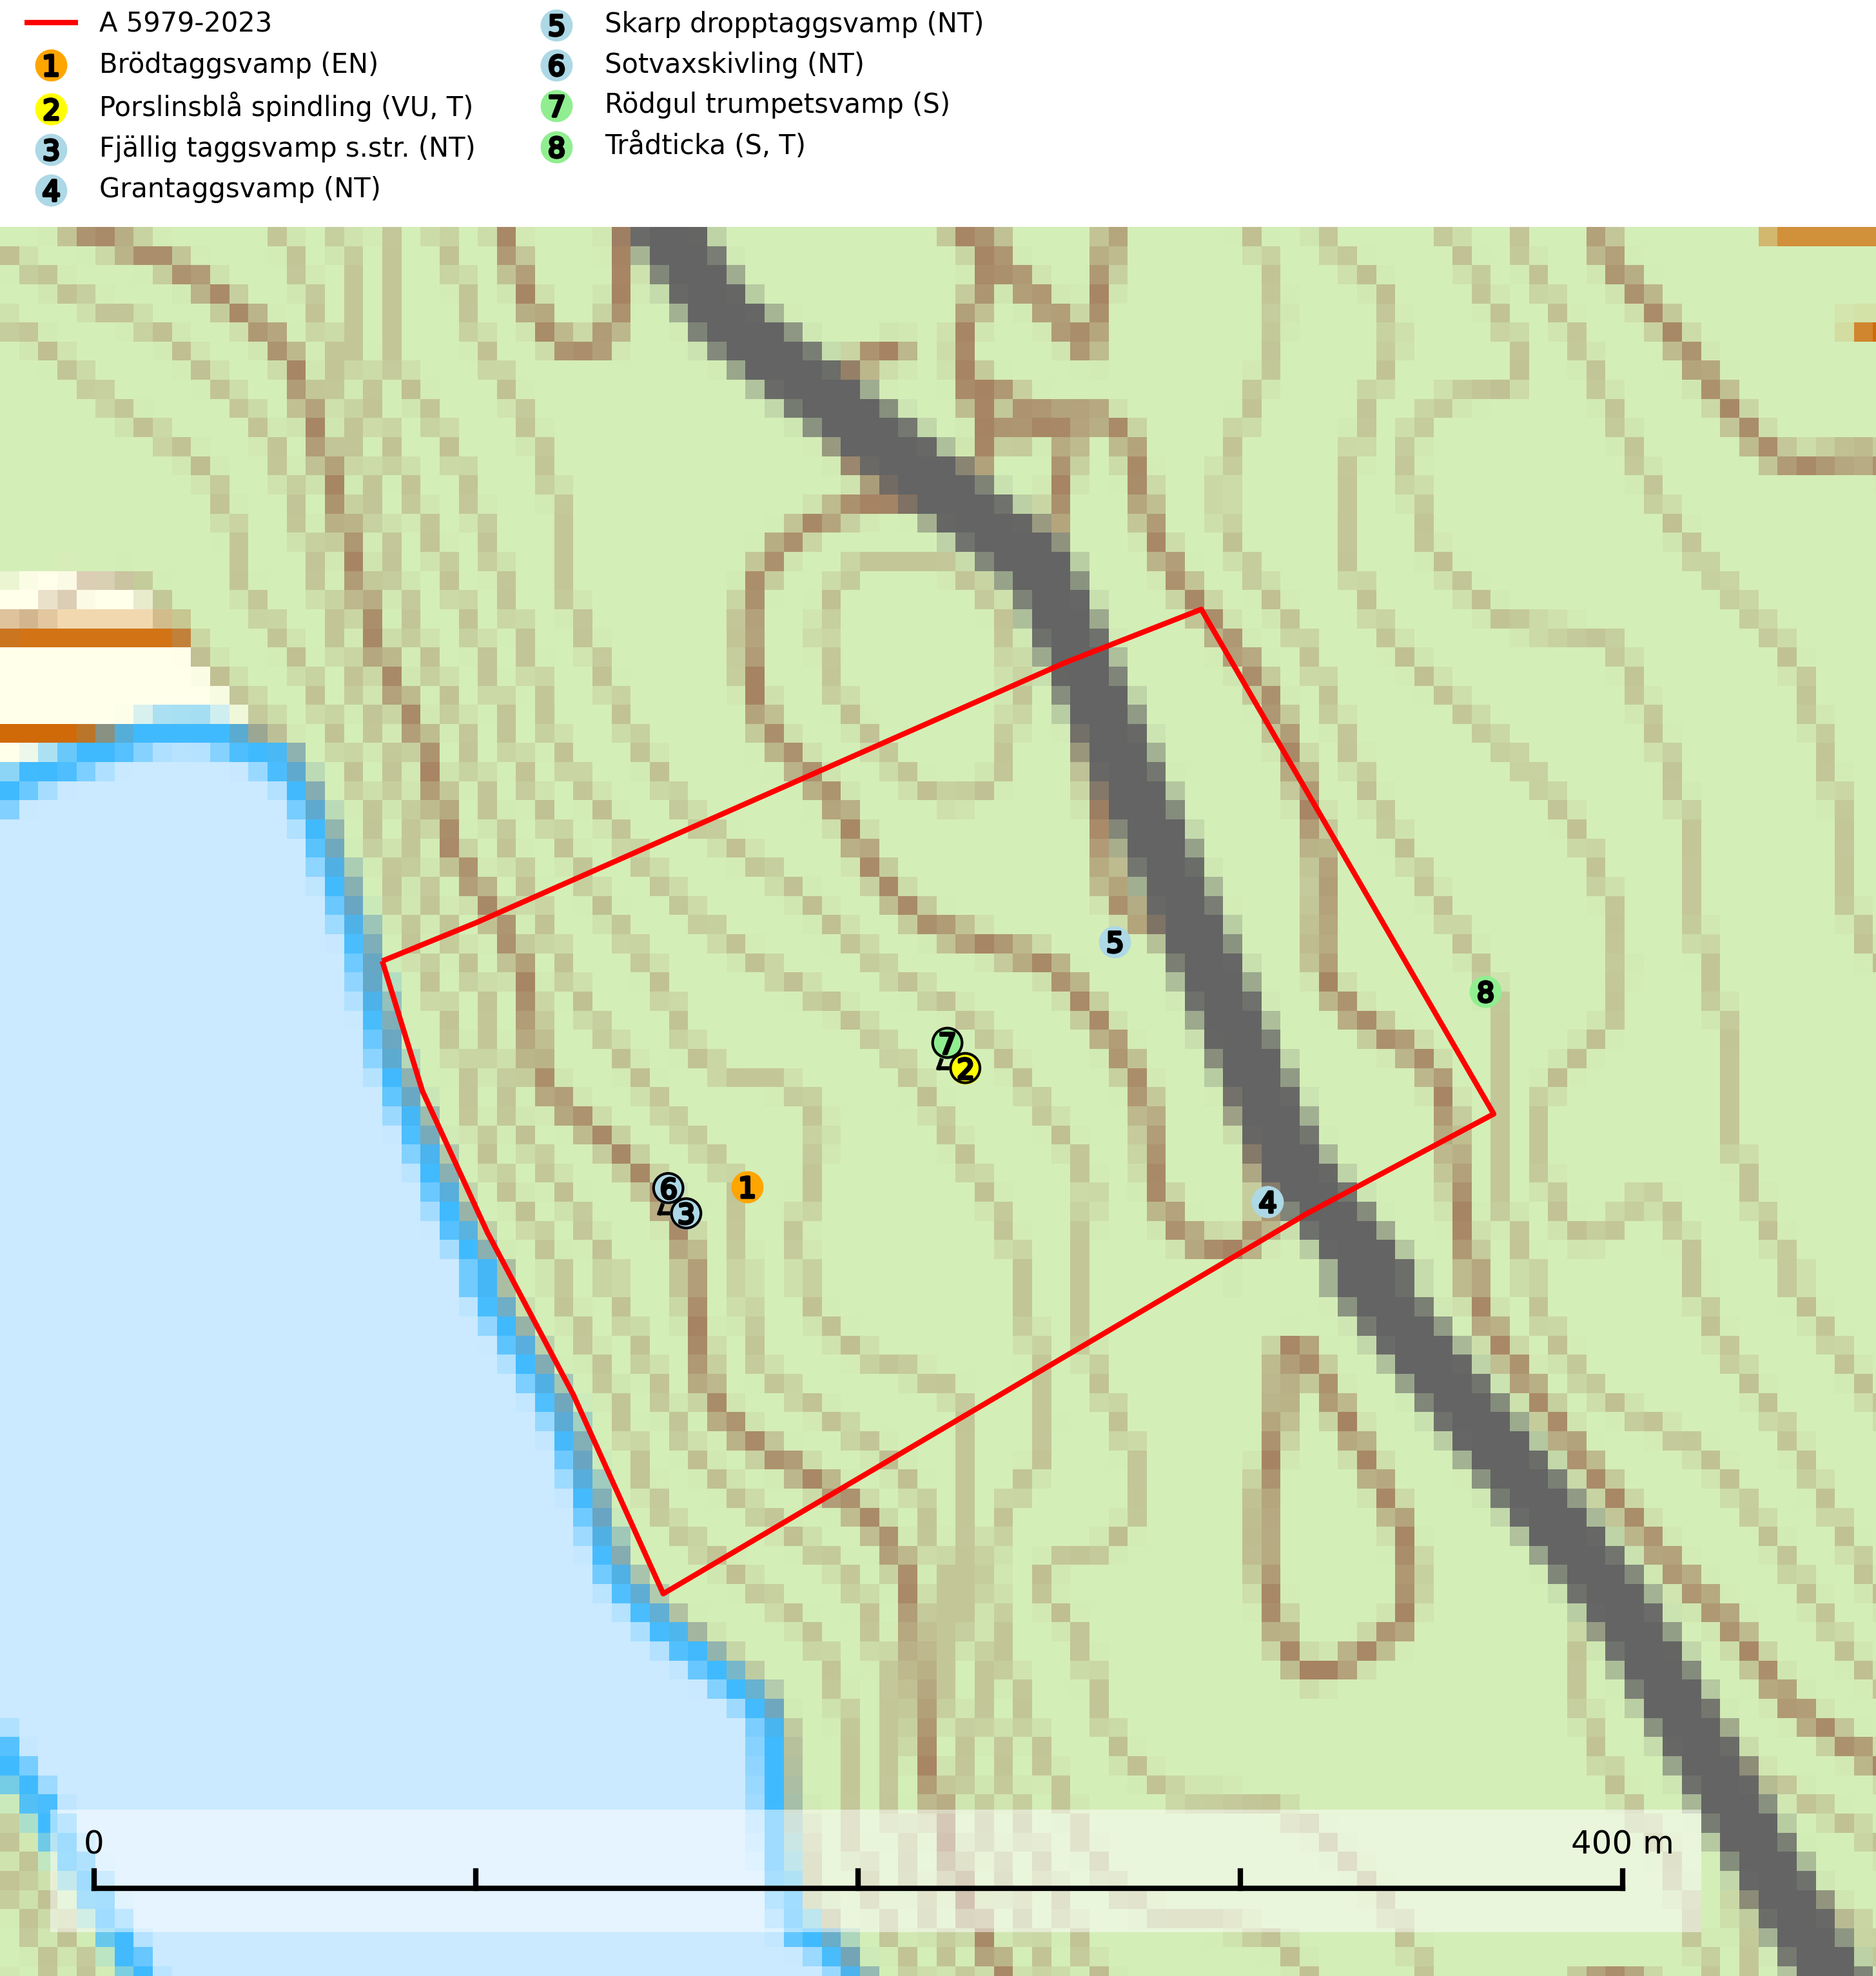 A 5979-2023
1 Brödtaggsvamp (EN)
2 Porslinsblå spindling (VU, T)
3 Fjällig taggsvamp s.str. (NT)
4 Grantaggsvamp (NT)
5 Skarp dropptaggsvamp (NT)
6 Sotvaxskivling (NT)
7 Rödgul trumpetsvamp (S)
8 Trådticka (S, T)
5
8
7
2
6
1
3
4
0 400 m